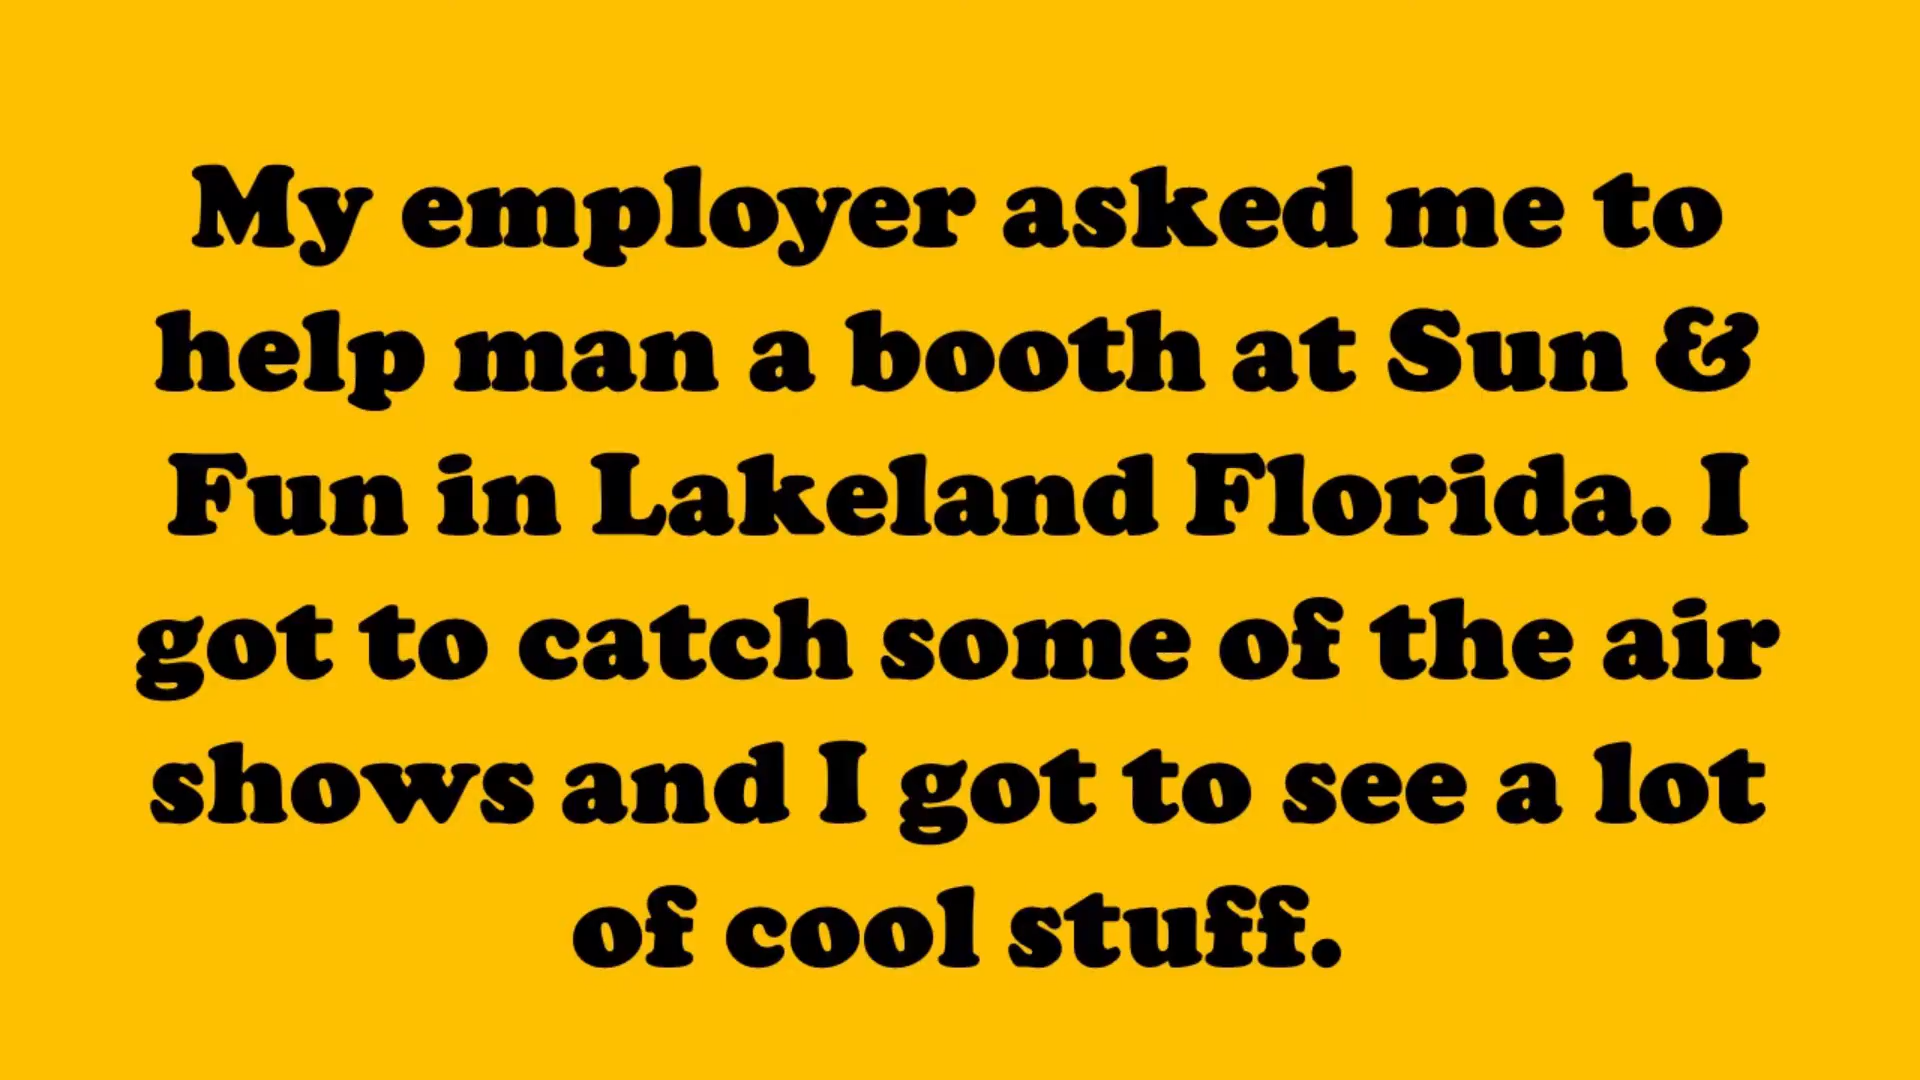 My employer asked me to
help man a booth at Sun &
Fun in Lakeland Florida. I
got to catch some of the air
shows and I got to see a lot
of cool stuff.